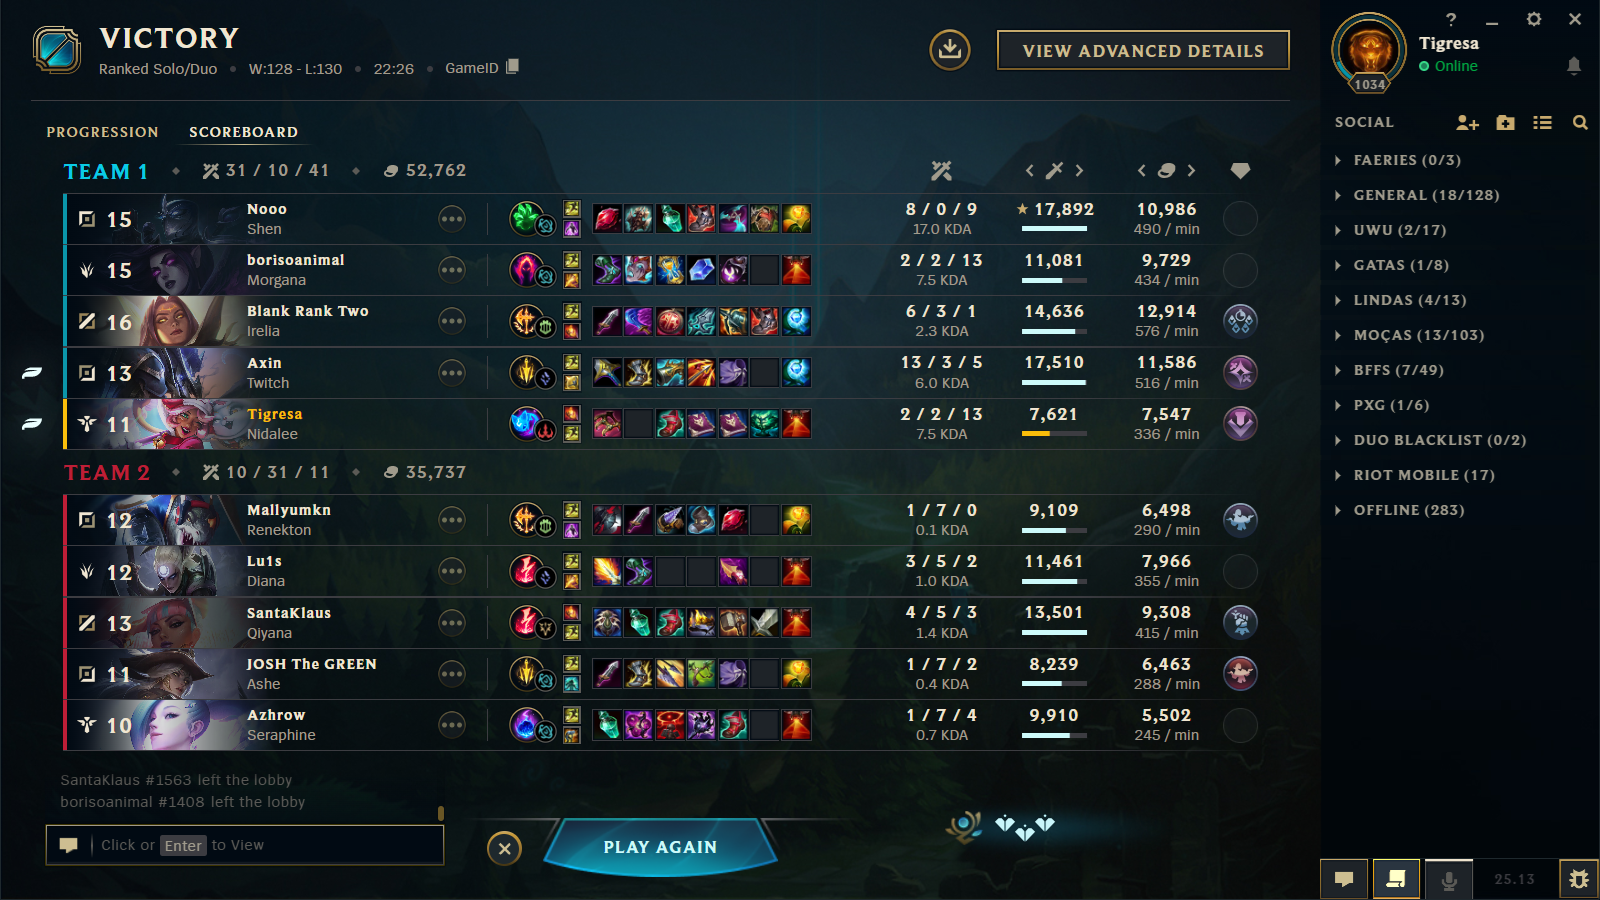 VICTORY
Ranked Solo/Duo • W:128 - L:130 • 22:26 • GameID
VIEW ADVANCED DETAILS
PROGRESSION SCOREBOARD
TEAM 1 31 / 10 / 41 52,762
15 Nooo 8 / 0 / 9 17,892 10,986
Shen 17.0 KDA 490 / min
15 borisoanimal 2 / 2 / 13 11,081 9,729
Morgana 7.5 KDA 434 / min
16 Blank Rank Two 6 / 3 / 1 14,636 12,914
Irelia 2.3 KDA 576 / min
13 Axin 13 / 3 / 5 17,510 11,586
Twitch 6.0 KDA 516 / min
11 Tigresa 2 / 2 / 13 7,621 7,547
Nidalee 7.5 KDA 336 / min
TEAM 2 10 / 31 / 11 35,737
12 Mallyumkn 1 / 7 / 0 9,109 6,498
Renekton 0.1 KDA 290 / min
12 Lu1s 3 / 5 / 2 11,461 7,966
Diana 1.0 KDA 355 / min
13 SantaKlaus 4 / 5 / 3 13,501 9,308
Qiyana 1.4 KDA 415 / min
11 JOSH The GREEN 1 / 7 / 2 8,239 6,463
Ashe 0.4 KDA 288 / min
10 Azhrow 1 / 7 / 4 9,910 5,502
Seraphine 0.7 KDA 245 / min
SantaKlaus #1563 left the lobby
borisoanimal #1408 left the lobby
Click or Enter to View
PLAY AGAIN
?
Tigresa
Online
1034
SOCIAL
FAERIES (0/3)
GENERAL (18/128)
UWU (2/17)
GATAS (1/8)
LINDAS (4/13)
MOÇAS (13/103)
BFFS (7/49)
PXG (1/6)
DUO BLACKLIST (0/2)
RIOT MOBILE (17)
OFFLINE (283)
25.13